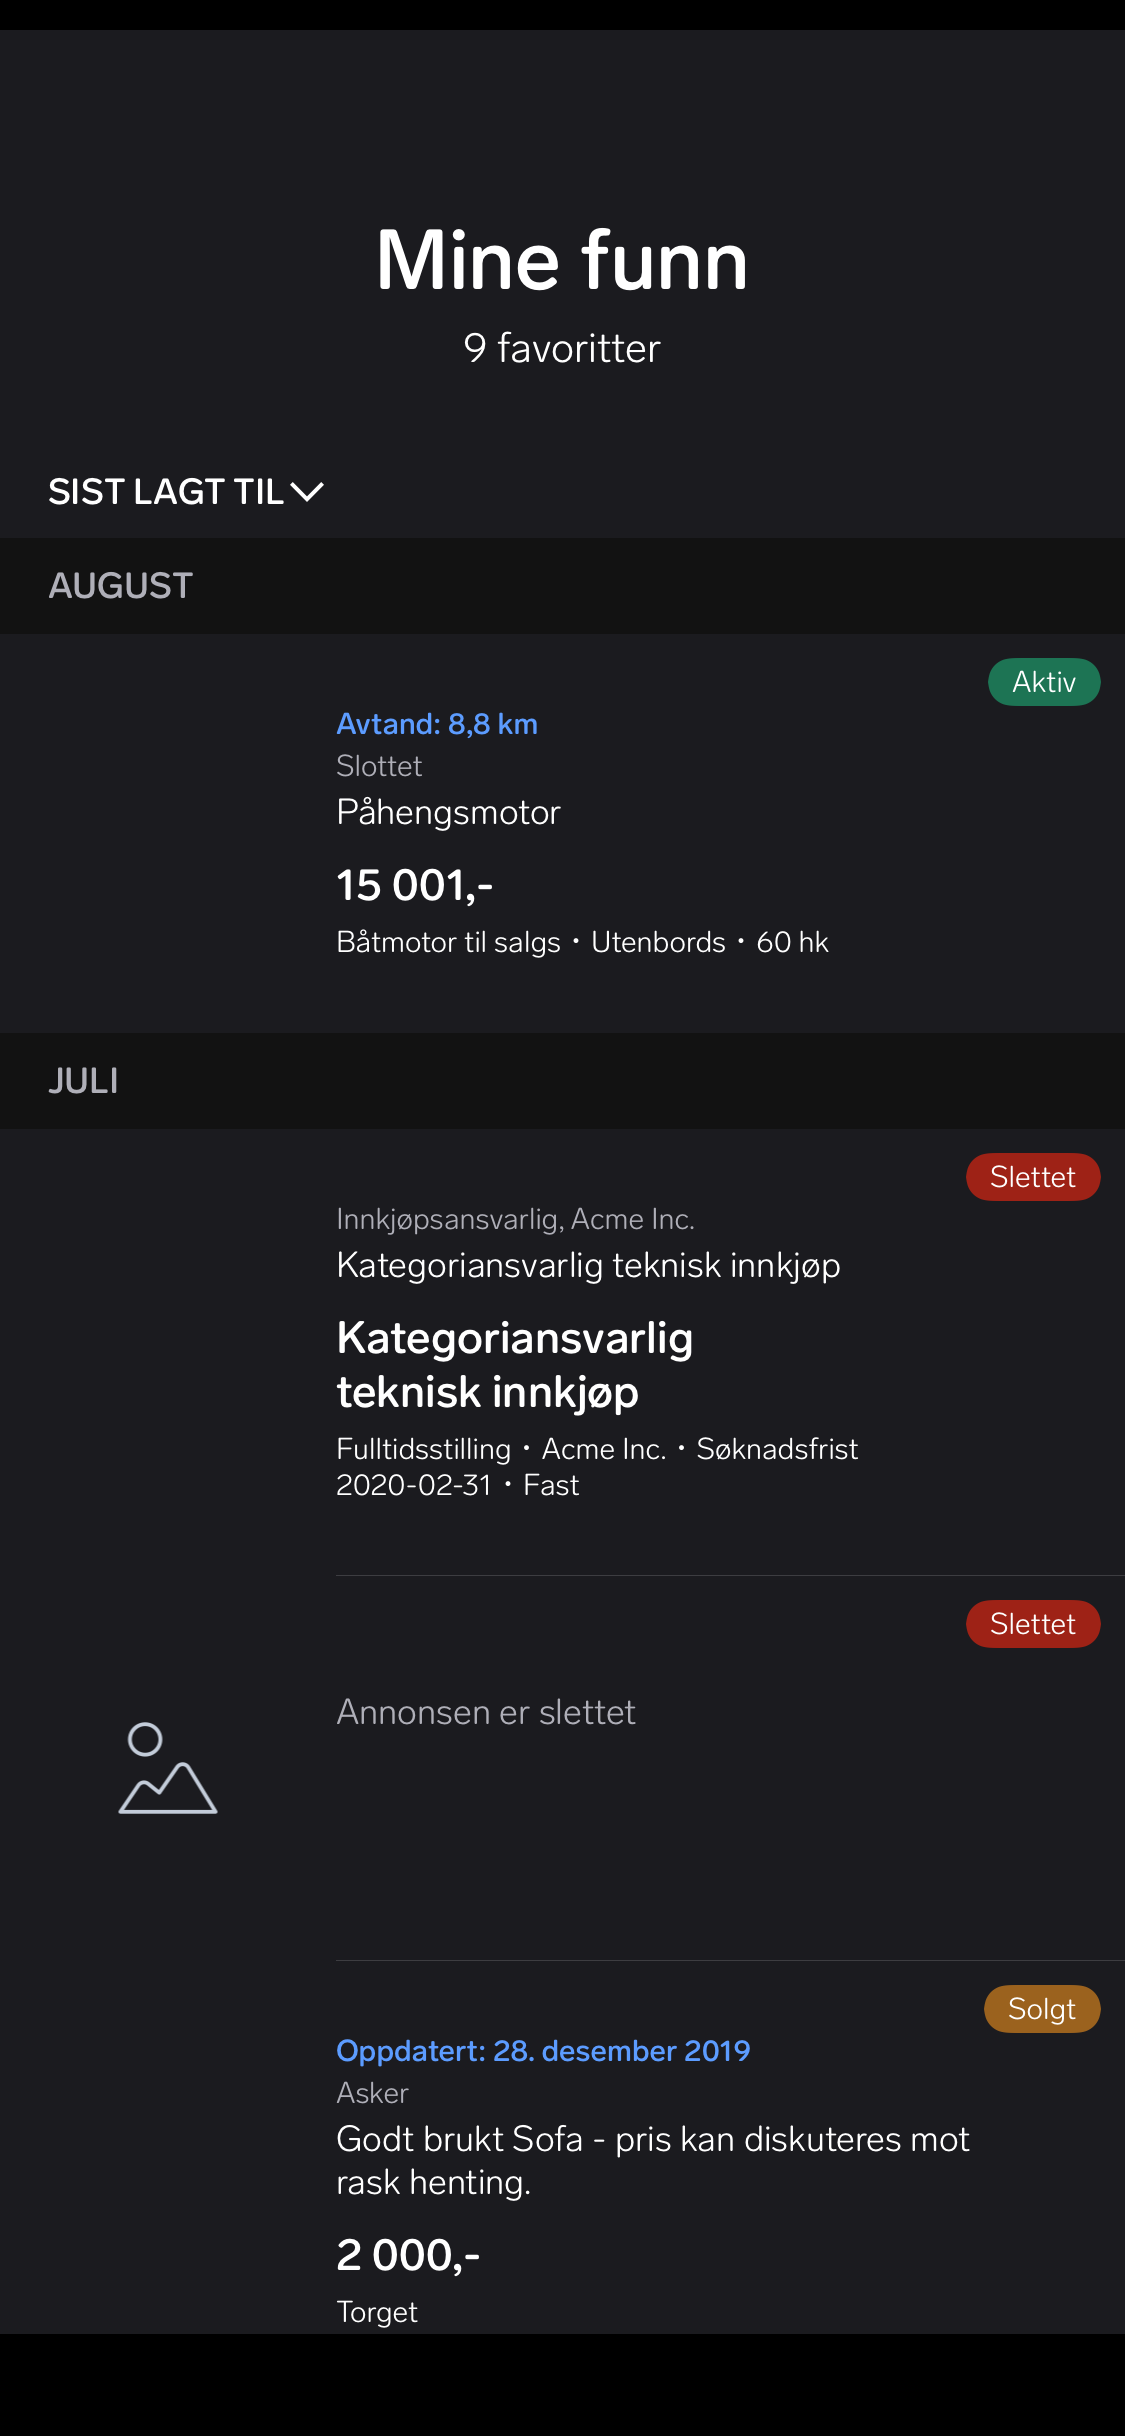 Mine funn
9 favoritter
SIST LAGT TIL
AUGUST
Aktiv
Avtand: 8,8 km
Slottet
Påhengsmotor
15 001,-
Båtmotor til salgs • Utenbords • 60 hk
JULI
Slettet
Innkjøpsansvarlig, Acme Inc.
Kategoriansvarlig teknisk innkjøp
Kategoriansvarlig
teknisk innkjøp
Fulltidsstilling • Acme Inc. • Søknadsfrist
2020-02-31 • Fast
Slettet
Annonsen er slettet
Solgt
Oppdatert: 28. desember 2019
Asker
Godt brukt Sofa - pris kan diskuteres mot
rask henting.
2 000,-
Torget